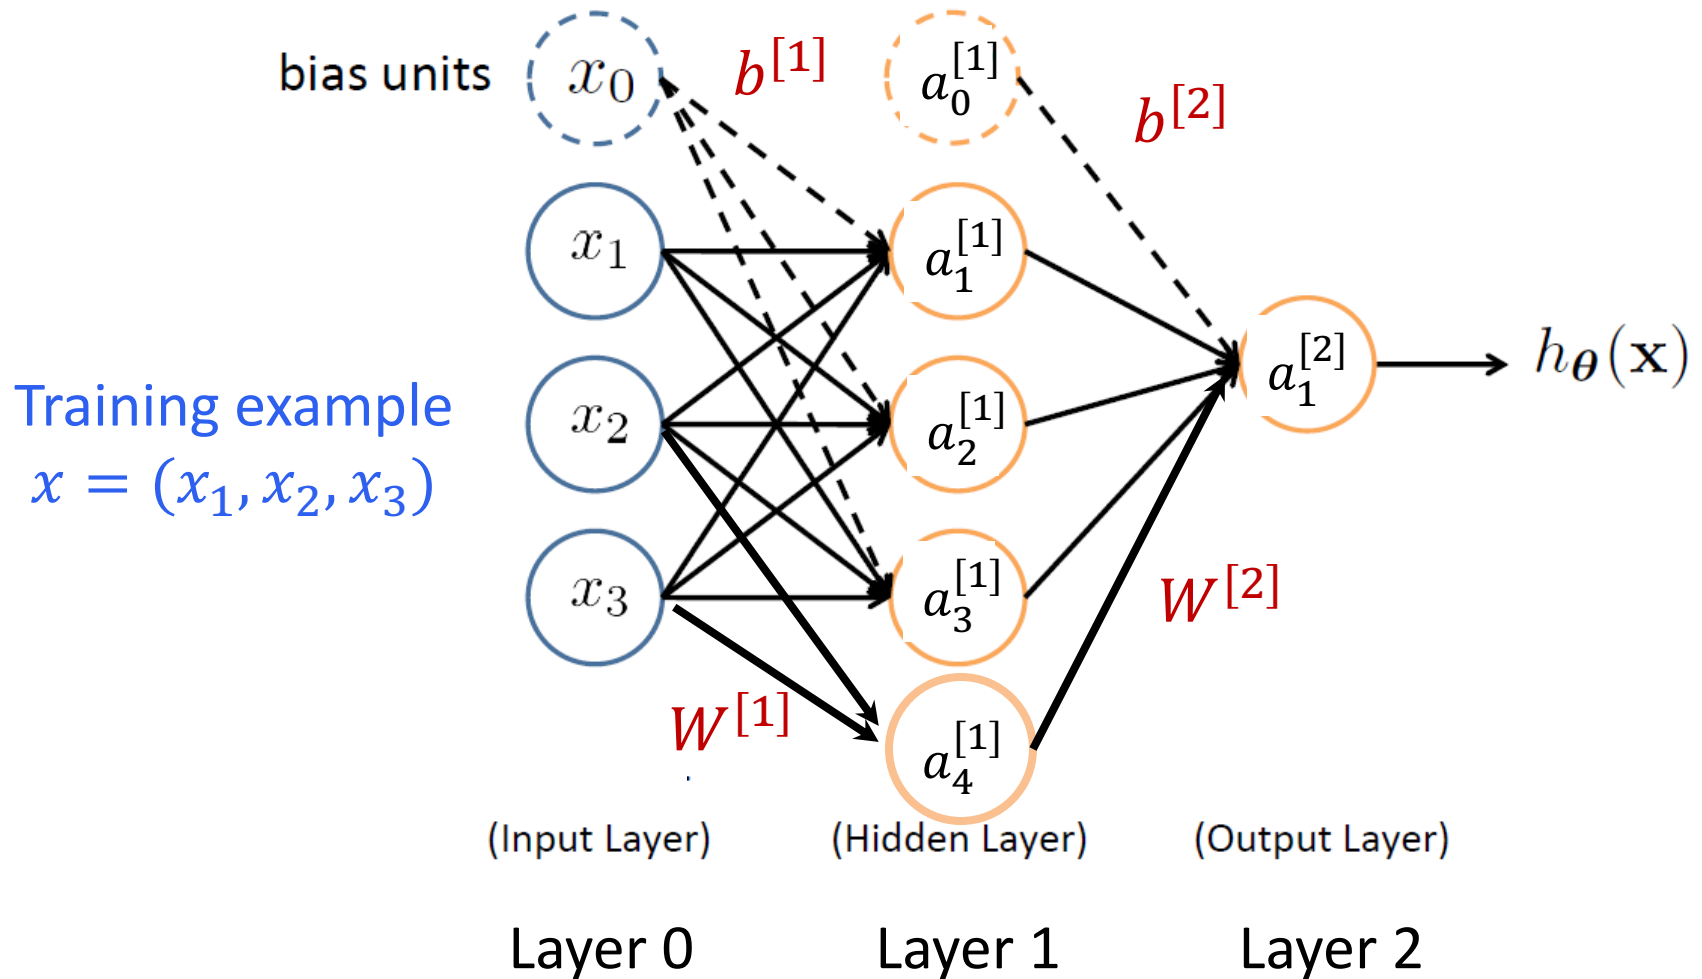 bias units
x₀
b^[1]
a₀^[1]
b^[2]
x₁
a₁^[1]
Training example
x = (x₁, x₂, x₃)
x₂
a₂^[1]
a₁^[2]
h_θ(x)
x₃
a₃^[1]
W^[2]
W^[1]
a₄^[1]
(Input Layer)
(Hidden Layer)
(Output Layer)
Layer 0
Layer 1
Layer 2